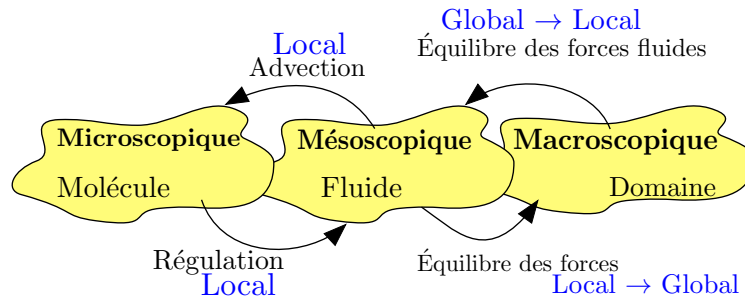 Global → Local
Équilibre des forces fluides
Local
Advection
Microscopique
Mésoscopique
Macroscopique
Molécule
Fluide
Domaine
Régulation
Local
Équilibre des forces
Local → Global